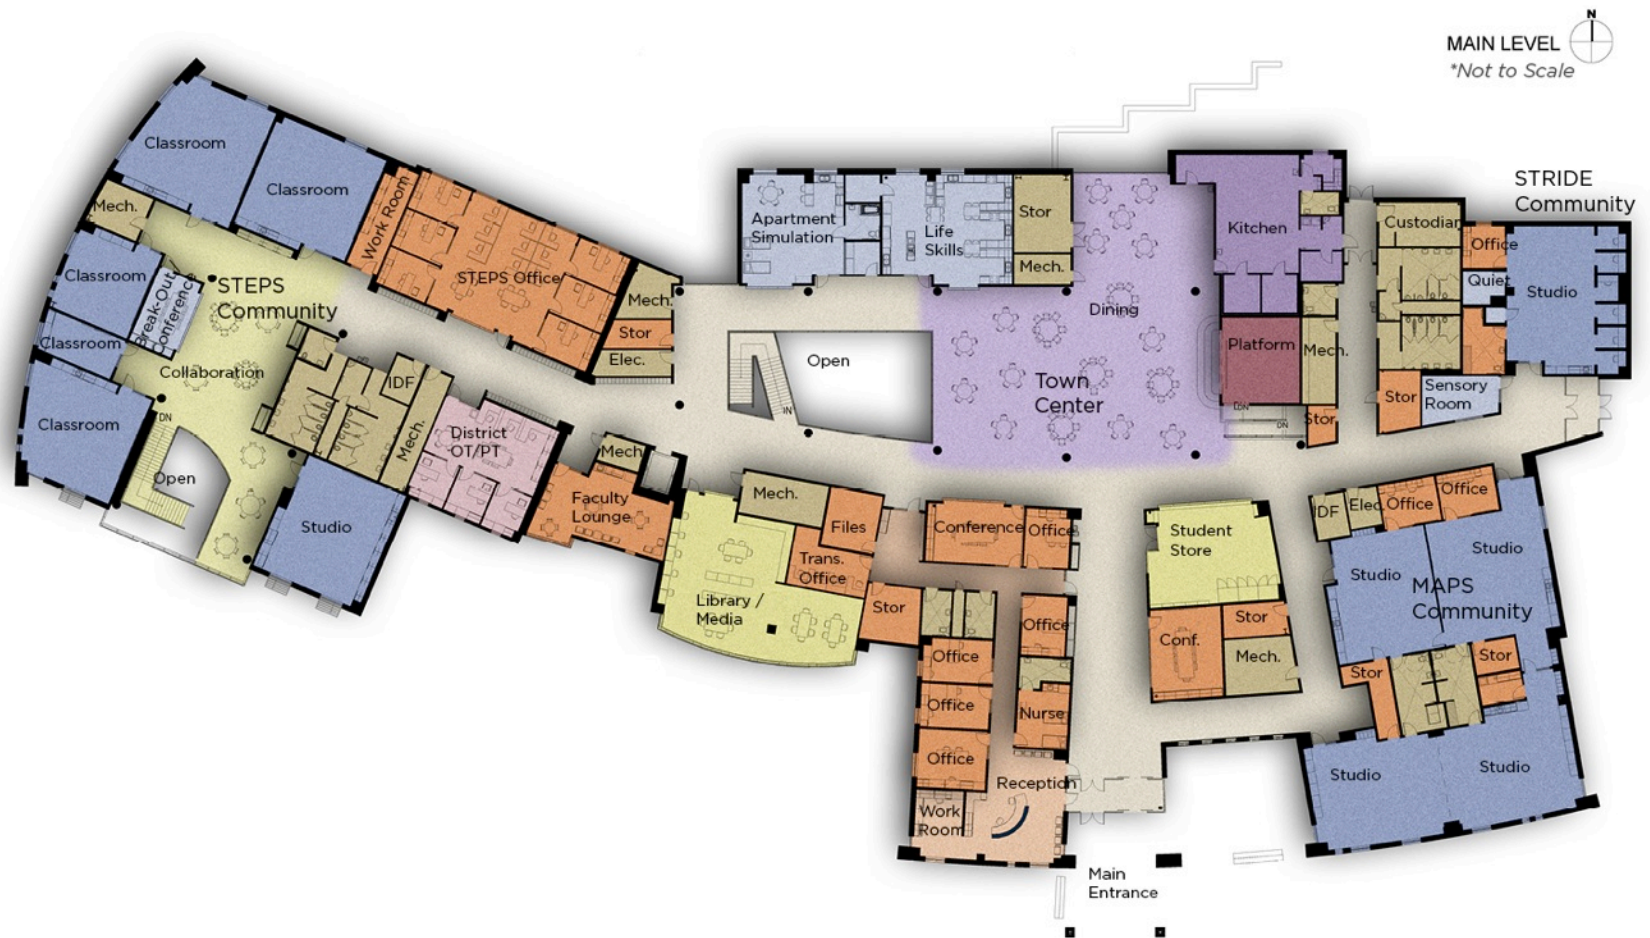 N
MAIN LEVEL
*Not to Scale
STRIDE
Community
Classroom
Classroom
Mech.
Work Room
STEPS Office
Classroom
Break-Out
Conference
STEPS
Community
Classroom
Collaboration
Classroom
DN
Open
Studio
IDF
Mech.
District
OT/PT
Mech.
Stor
Elec.
Mech.
Faculty
Lounge
Apartment
Simulation
Life
Skills
Stor
Mech.
Open
Dining
Town
Center
Kitchen
Platform
Mech.
DN
DN
Stor
Custodian
Office
Quiet
Studio
Stor
Sensory
Room
Mech.
Files
Trans.
Office
Library /
Media
Stor
Conference
Office
Office
Office
Office
Office
Nurse
Reception
Work
Room
Main
Entrance
Student
Store
Conf.
Stor
Mech.
IDF
Elec.
Office
Office
Studio
Studio
MAPS
Community
Stor
Stor
Studio
Studio